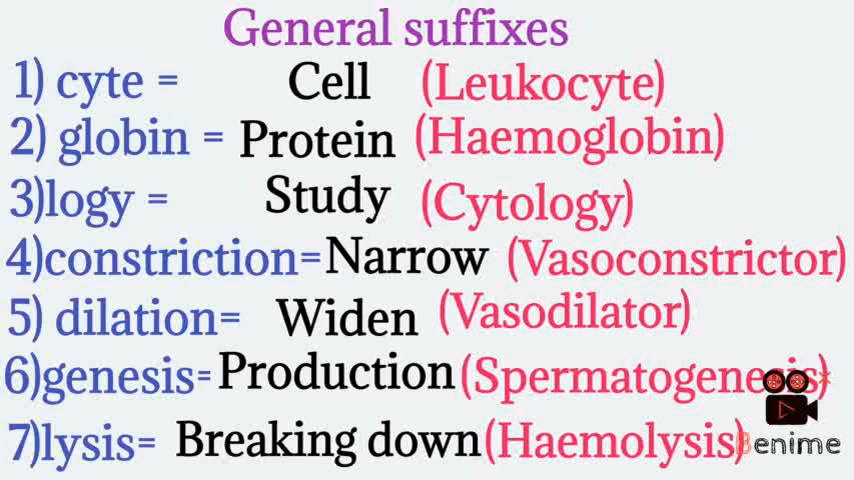 General suffixes
1) cyte = Cell (Leukocyte)
2) globin = Protein (Haemoglobin)
3)logy = Study (Cytology)
4)constriction=Narrow (Vasoconstrictor)
5) dilation= Widen (Vasodilator)
6)genesis=Production(Spermatogenesis)
7)lysis= Breaking down(Haemolysis)
Benime